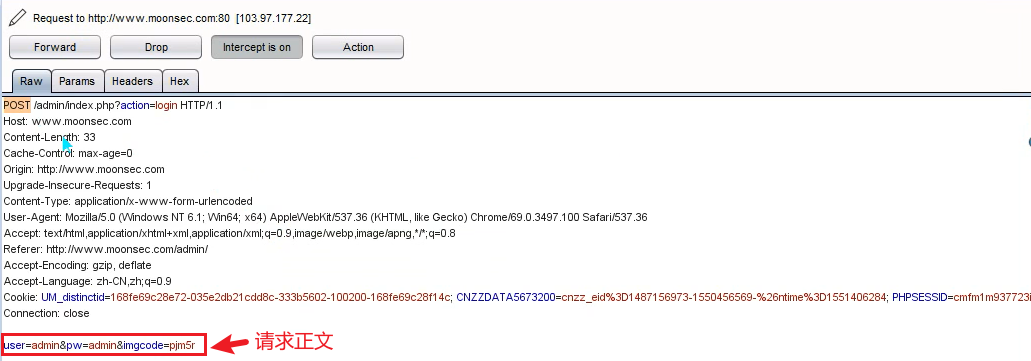 Request to http://www.moonsec.com:80 [103.97.177.22]
Forward Drop Intercept is on Action
Raw Params Headers Hex
POST /admin/index.php?action=login HTTP/1.1
Host: www.moonsec.com
Content-Length: 33
Cache-Control: max-age=0
Origin: http://www.moonsec.com
Upgrade-Insecure-Requests: 1
Content-Type: application/x-www-form-urlencoded
User-Agent: Mozilla/5.0 (Windows NT 6.1; Win64; x64) AppleWebKit/537.36 (KHTML, like Gecko) Chrome/69.0.3497.100 Safari/537.36
Accept: text/html,application/xhtml+xml,application/xml;q=0.9,image/webp,image/apng,*/*;q=0.8
Referer: http://www.moonsec.com/admin/
Accept-Encoding: gzip, deflate
Accept-Language: zh-CN,zh;q=0.9
Cookie: UM_distinctid=168fe69c28e72-035e2db21cdd8c-333b5602-100200-168fe69c28f14c; CNZZDATA5673200=cnzz_eid%3D1487156973-1550456569-%26ntime%3D1551406284; PHPSESSID=cmfm1m937723i
Connection: close
user=admin&pw=admin&imgcode=pjm5r 请求正文